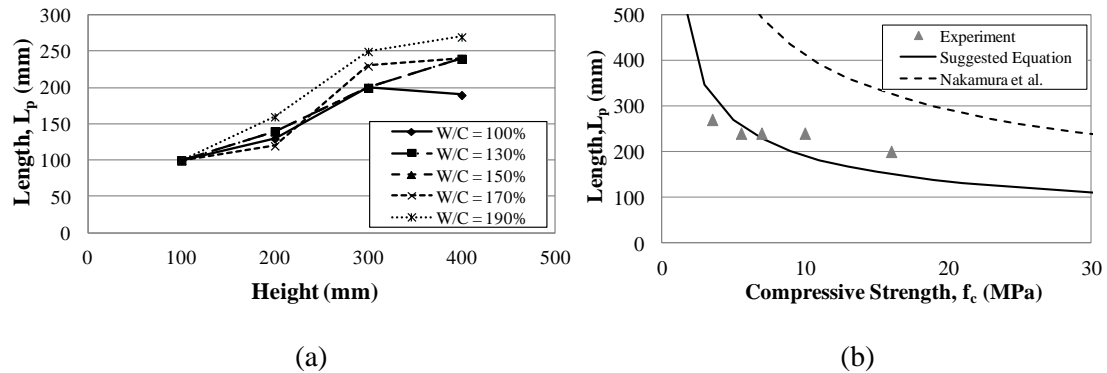 300
250
200
150
100
50
0
Length, Lp (mm)
W/C = 100%
W/C = 130%
W/C = 150%
W/C = 170%
W/C = 190%
0 100 200 300 400 500
Height (mm)
(a)
500
400
300
200
100
0
Length,Lp (mm)
Experiment
Suggested Equation
Nakamura et al.
0 10 20 30
Compressive Strength, fc (MPa)
(b)